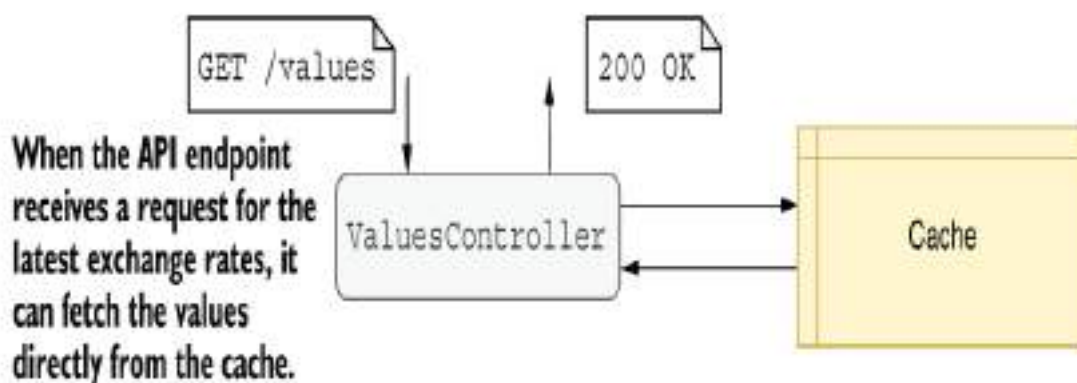 GET /values
200 OK
When the API endpoint
receives a request for the
latest exchange rates, it
can fetch the values
directly from the cache.
ValuesController
Cache